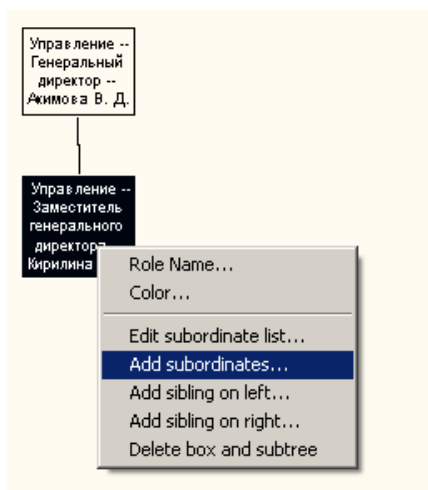 Управление --
Генеральный
директор --
Акимова В. Д.
Управление --
Заместитель
генерального
директора
Кирилина
Role Name...
Color...
Edit subordinate list...
Add subordinates...
Add sibling on left...
Add sibling on right...
Delete box and subtree